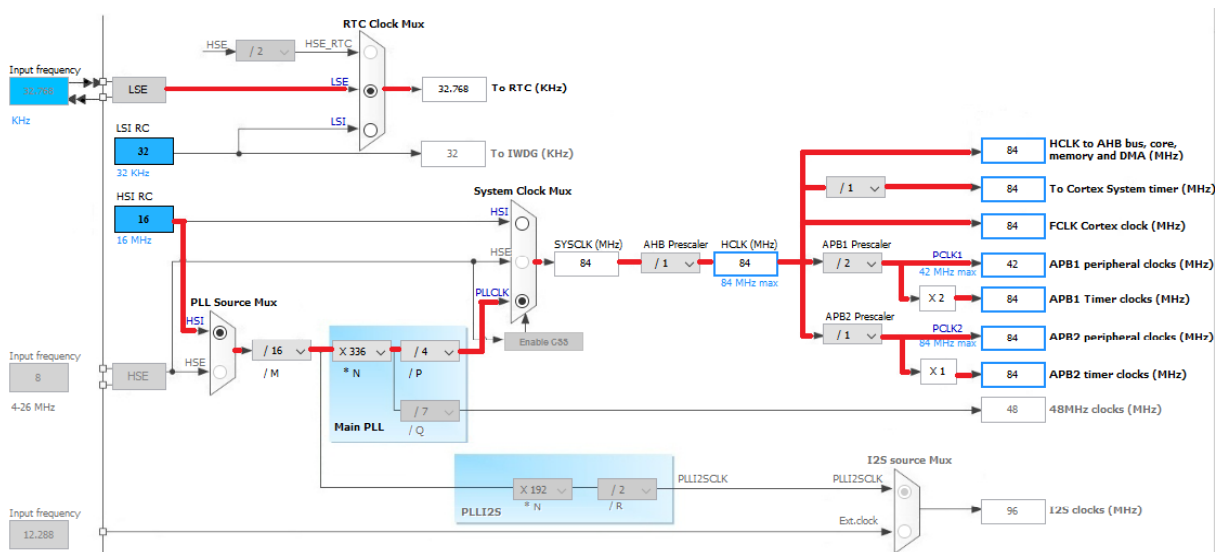 RTC Clock Mux
HSE
/ 2
HSE_RTC
Input frequency
32.768
KHz
LSE
LSE
32.768
To RTC (KHz)
LSI RC
LSI
32
32 KHz
32
To IWDG (KHz)
HSI RC
16
16 MHz
System Clock Mux
HSI
HSE
PLLCLK
SYSCLK (MHz)
84
AHB Prescaler
/ 1
HCLK (MHz)
84
84 MHz max
84
HCLK to AHB bus, core,
memory and DMA (MHz)
/ 1
84
To Cortex System timer (MHz)
84
FCLK Cortex clock (MHz)
APB1 Prescaler
/ 2
PCLK1
42 MHz max
42
APB1 peripheral clocks (MHz)
X 2
84
APB1 Timer clocks (MHz)
APB2 Prescaler
/ 1
PCLK2
84 MHz max
84
APB2 peripheral clocks (MHz)
X 1
84
APB2 timer clocks (MHz)
PLL Source Mux
HSI
HSE
Input frequency
8
4-26 MHz
HSE
/ 16
/ M
X 336
* N
/ 4
/ P
Enable CSS
/ 7
/ Q
Main PLL
48
48MHz clocks (MHz)
I2S source Mux
PLLI2SCLK
PLLI2SCLK
X 192
* N
/ 2
/ R
PLLI2S
Input frequency
12.288
Ext.clock
96
I2S clocks (MHz)